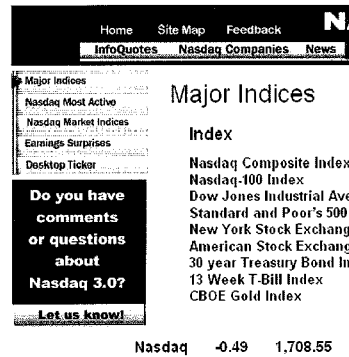 Home Site Map Feedback
InfoQuotes Nasdaq Companies News
Major Indices
Nasdaq Most Active
Nasdaq Market Indices
Earnings Surprises
Desktop Ticker
Do you have
comments
or questions
about
Nasdaq 3.0?
Let us know!
Major Indices
Index
Nasdaq Composite Index
Nasdaq-100 Index
Dow Jones Industrial Ave
Standard and Poor's 500
New York Stock Exchang
American Stock Exchang
30 year Treasury Bond In
13 Week T-Bill Index
CBOE Gold Index
Nasdaq -0.49 1,708.55